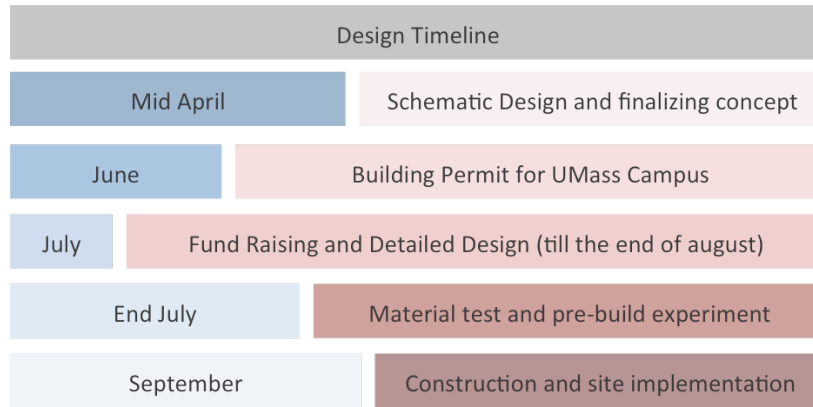 Design Timeline
Mid April
Schematic Design and finalizing concept
June
Building Permit for UMass Campus
July
Fund Raising and Detailed Design (till the end of august)
End July
Material test and pre-build experiment
September
Construction and site implementation